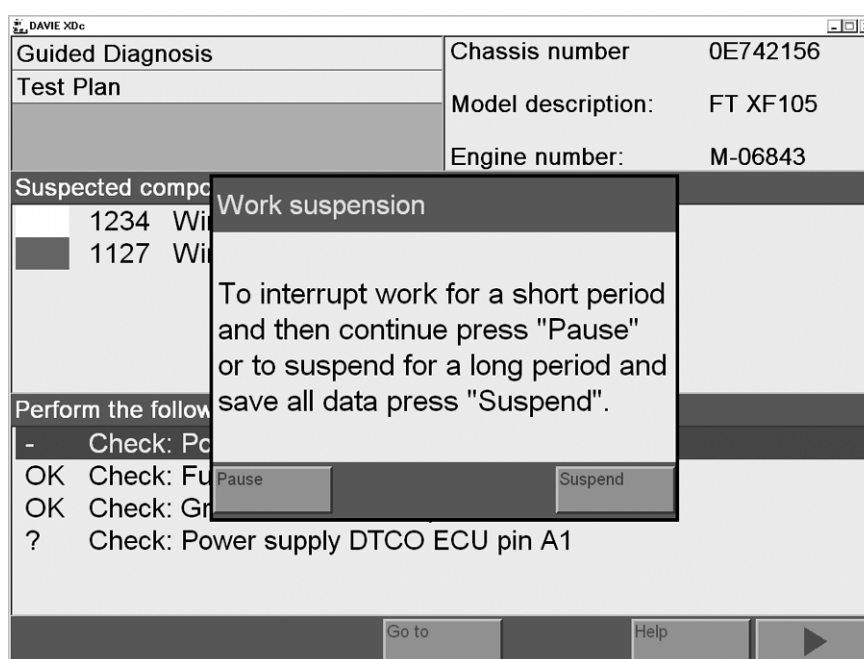 DAVIE XDc
Guided Diagnosis
Test Plan
Chassis number 0E742156
Model description: FT XF105
Engine number: M-06843
Suspected compo
1234 Wi
1127 Wi
Work suspension
To interrupt work for a short period
and then continue press "Pause"
or to suspend for a long period and
save all data press "Suspend".
Pause Suspend
Perform the follow
- Check: Po
OK Check: Fu
OK Check: Gr
? Check: Power supply DTCO ECU pin A1
Go to Help